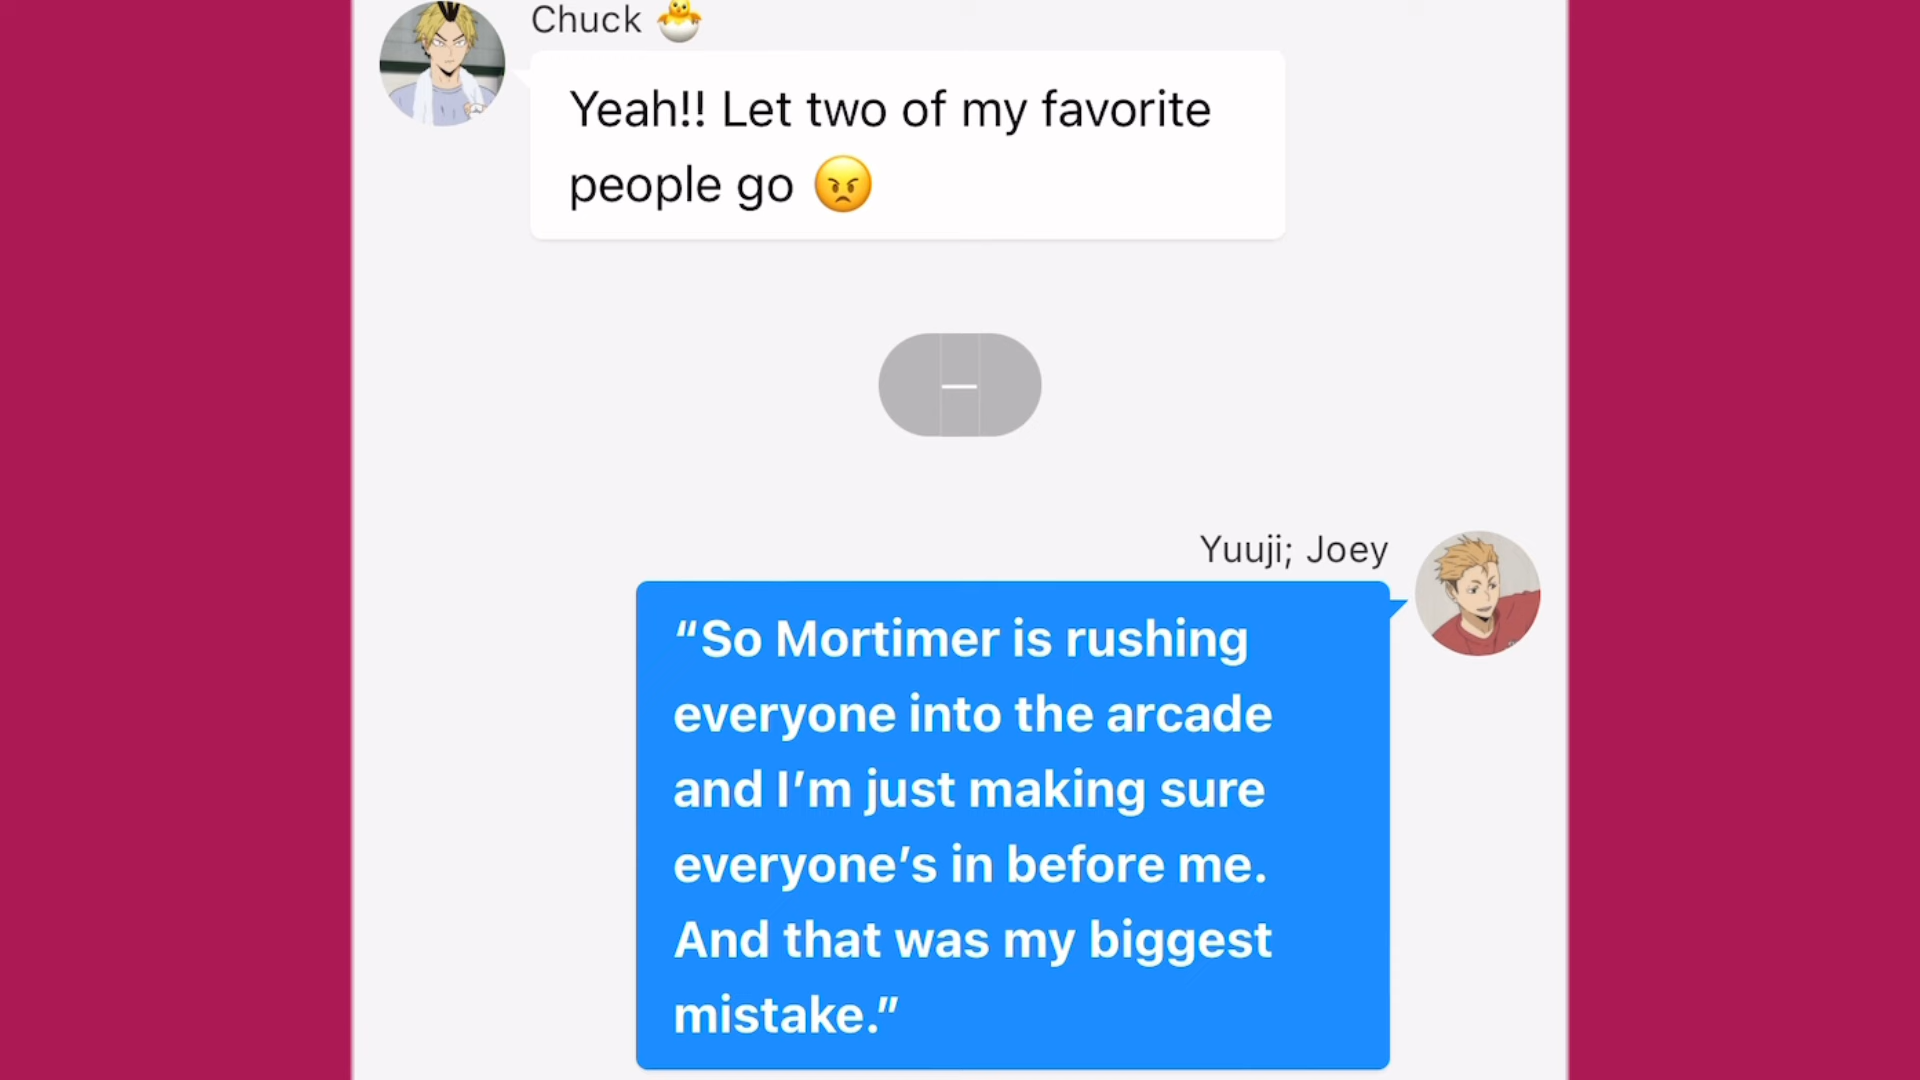 Chuck 🐣
Yeah!! Let two of my favorite
people go 😠
—
Yuuji; Joey
“So Mortimer is rushing
everyone into the arcade
and I’m just making sure
everyone’s in before me.
And that was my biggest
mistake.”